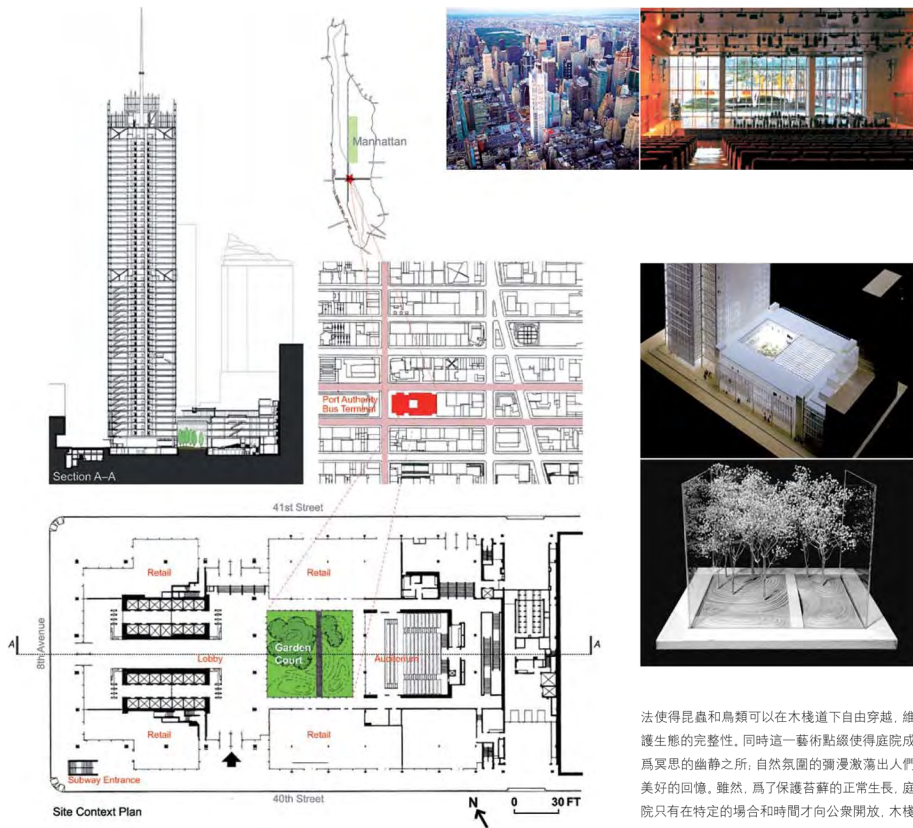 Manhattan
Port Authority
Bus Terminal
Section A–A
41st Street
Retail
Retail
8th Avenue
A
A
Lobby
Garden
Court
Auditorium
Retail
Retail
Subway Entrance
40th Street
Site Context Plan
N
0 30 FT
法使得昆蟲和鳥類可以在木棧道下自由穿越, 維
護生態的完整性。同時這一藝術點綴使得庭院成
爲冥思的幽静之所; 自然氛圍的彌漫激蕩出人們
美好的回憶。雖然, 爲了保護苔蘚的正常生長, 庭
院只有在特定的場合和時間才向公衆開放, 木棧